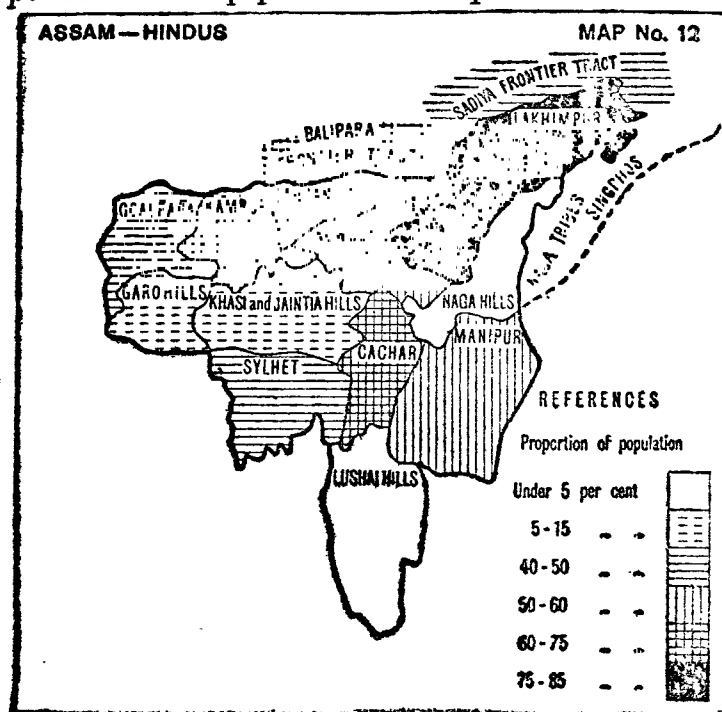 ASSAM—HINDUS
MAP No. 12
SADIYA FRONTIER TRACT
LAKHIMPUR
BALIPARA
FRONTIER TRACT
GOALPARA
KAM
NAGA TRIBES
SINGPHOS
GARO HILLS
KHASI and JAINTIA HILLS
NAGA HILLS
MANIPUR
CACHAR
SYLHET
LUSHAI HILLS
REFERENCES
Proportion of population
Under 5 per cent
5-15 " "
40-50 " "
50-60 " "
60-75 " "
75-85 " "